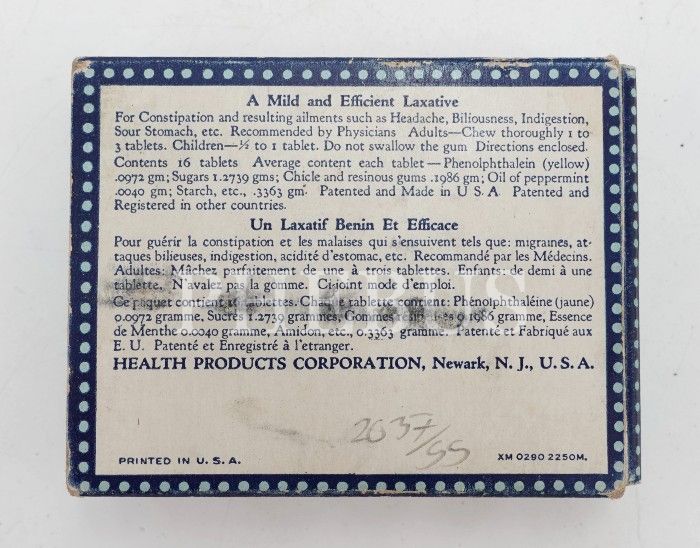 A Mild and Efficient Laxative
For Constipation and resulting ailments such as Headache, Biliousness, Indigestion,
Sour Stomach, etc. Recommended by Physicians Adults—Chew thoroughly 1 to
3 tablets. Children—½ to 1 tablet. Do not swallow the gum Directions enclosed.
Contents 16 tablets Average content each tablet—Phenolphthalein (yellow)
.0972 gm; Sugars 1.2739 gms; Chicle and resinous gums .1986 gm; Oil of peppermint
.0040 gm; Starch, etc., .3363 gm. Patented and Made in U S A Patented and
Registered in other countries.
Un Laxatif Benin Et Efficace
Pour guérir la constipation et les malaises qui s'ensuivent tels que: migraines, at-
taques bilieuses, indigestion, acidité d'estomac, etc. Recommandé par les Médecins.
Adultes: Mâchez parfaitement de une à trois tablettes. Enfants: de demi à une
tablette. N'avalez pas la gomme. Ci-joint mode d'emploi.
Ce paquet contient 16 tablettes. Chaque tablette contient: Phénolphtaléine (jaune)
0.0972 gramme, Sucres 1.2739 grammes, Gommes 0.1986 gramme, Essence
de Menthe 0.0040 gramme, Amidon, etc., 0.3363 gramme. Patenté et Fabriqué aux
E. U. Patenté et Enregistré à l'etranger.
HEALTH PRODUCTS CORPORATION, Newark, N. J., U. S. A.
2037/55
PRINTED IN U. S. A. XM 0290 2250M.